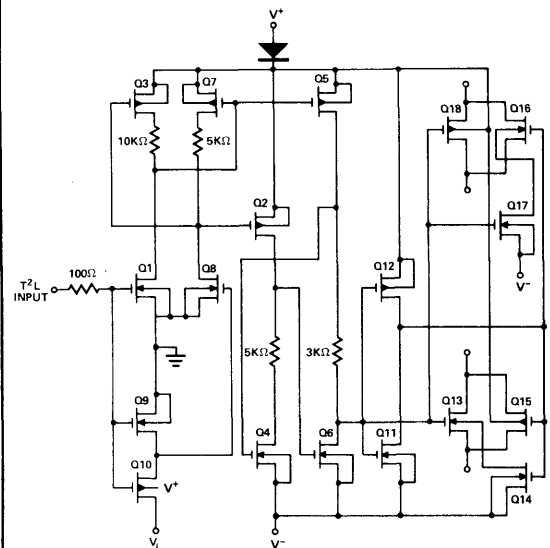 V+
Q3
Q7
Q5
Q18
Q16
10KΩ
5KΩ
Q2
Q17
Q1
Q8
Q12
100Ω
T²L
INPUT
V-
5KΩ
3KΩ
Q9
Q13
Q15
Q4
Q6
Q11
Q10
V+
Q14
V-